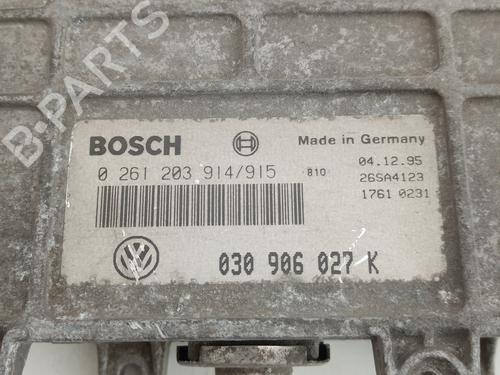 B-PARTS
BOSCH
Made in Germany
0 261 203 914/915 B10
04.12.95
26SA4123
1761 0231
030 906 027 K